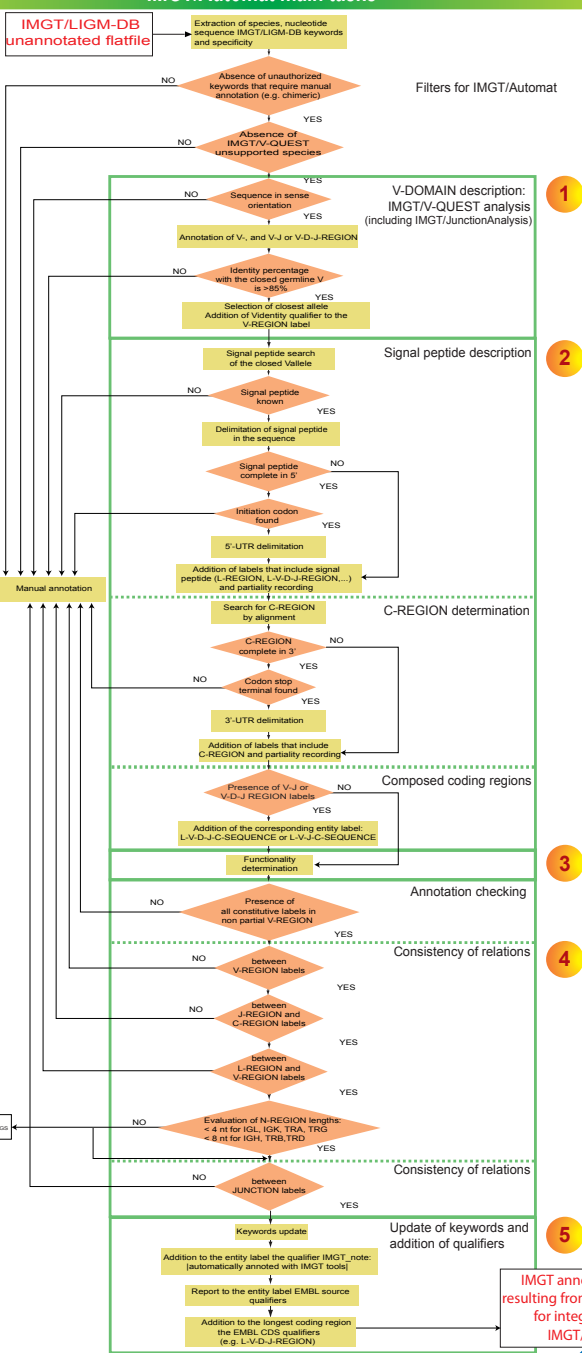 IMGT/LIGM-DB
unannotated flatfile
Extraction of species, nucleotide
sequence IMGT/LIGM-DB keywords
and specificity
Filters for IMGT/Automat
NO
Absence of unauthorized
keywords that require manual
annotation (e.g. chimeric)
YES
NO
Absence of
IMGT/V-QUEST
unsupported species
YES
V-DOMAIN description:
IMGT/V-QUEST analysis
(including IMGT/JunctionAnalysis)
1
NO
Sequence in sense
orientation
YES
Annotation of V-, and V-J or V-D-J-REGION
NO
Identity percentage
with the closed germline V
is >85%
YES
Selection of closest allele
Addition of Videntity qualifier to the
V-REGION label
Signal peptide description
2
Signal peptide search
of the closed Vallele
NO
Signal peptide
known
YES
Delimitation of signal peptide
in the sequence
Signal peptide
complete in 5'
NO
YES
NO
Initiation codon
found
YES
5'-UTR delimitation
Addition of labels that include signal
peptide (L-REGION, L-V-D-J-REGION,...)
and partiality recording
Manual annotation
C-REGION determination
Search for C-REGION
by alignment
C-REGION
complete in 3'
NO
YES
NO
Codon stop
terminal found
YES
3'-UTR delimitation
Addition of labels that include
C-REGION and partiality recording
Composed coding regions
Presence of V-J or
V-D-J REGION labels
NO
YES
Addition of the corresponding entity label:
L-V-D-J-C-SEQUENCE or L-V-J-C-SEQUENCE
Functionality
determination
3
Annotation checking
NO
Presence of
all constitutive labels in
non partial V-REGION
YES
Consistency of relations
4
NO
between
V-REGION labels
YES
NO
between
J-REGION and
C-REGION labels
YES
NO
between
L-REGION and
V-REGION labels
YES
NO
Evaluation of N-REGION lengths:
< 4 nt for IGL, IGK, TRA, TRG
< 8 nt for IGH, TRB,TRD
YES
Consistency of relations
NO
between
JUNCTION labels
YES
Update of keywords and
addition of qualifiers
5
Keywords update
Addition to the entity label the qualifier IMGT_note:
|automatically annoted with IMGT tools|
Report to the entity label EMBL source
qualifiers
Addition to the longest coding region
the EMBL CDS qualifiers
(e.g. L-V-D-J-REGION)
IMGT
resulting from
for
IMGT/